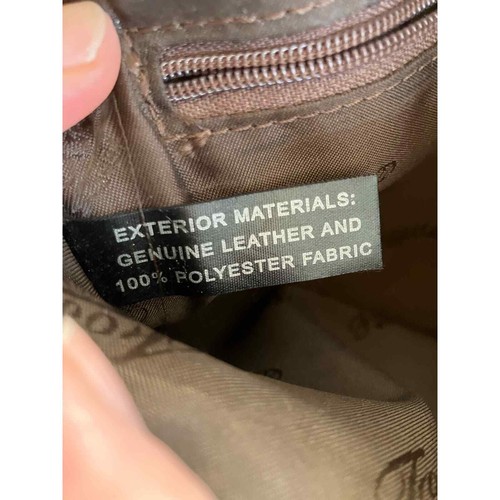 EXTERIOR MATERIALS:
GENUINE LEATHER AND
100% POLYESTER FABRIC